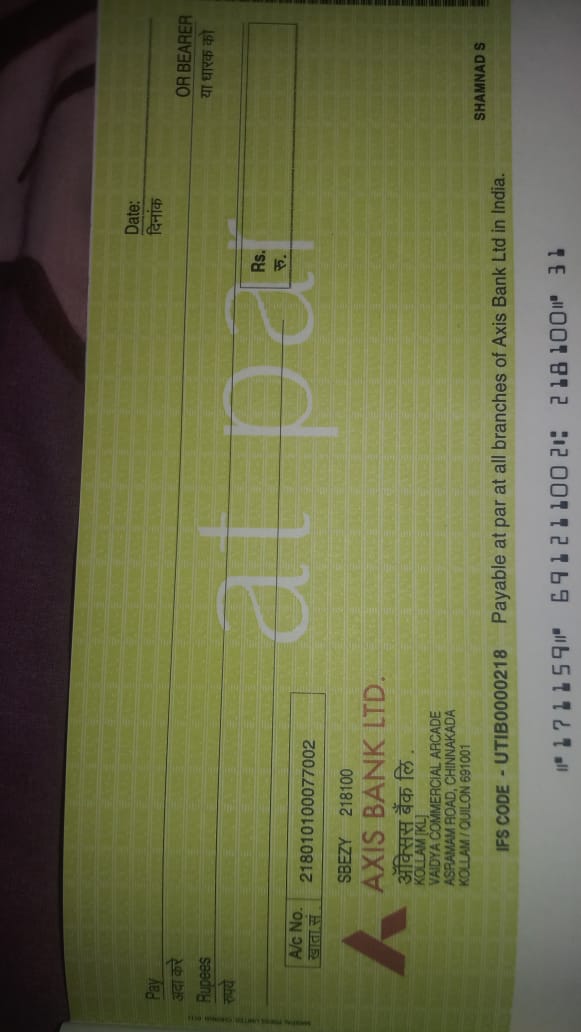 Date:
दिनांक
Pay
अदा करें
OR BEARER
या धारक को
Rupees
रुपये
Rs.
रु.
at par
A/c No.
खाता.सं.
218010100077002
SBEZY 218100
AXIS BANK LTD.
ऐक्सिस बैंक लि.
KOLLAM [KL]
VAIDYA COMMERCIAL ARCADE
ASRAMAM ROAD, CHINNAKADA
KOLLAM / QUILON 691001
SHAMNAD S
IFS CODE - UTIB0000218 Payable at par at all branches of Axis Bank Ltd in India.
⑈171159⑈ 691211002⑆ 218100⑈ 31